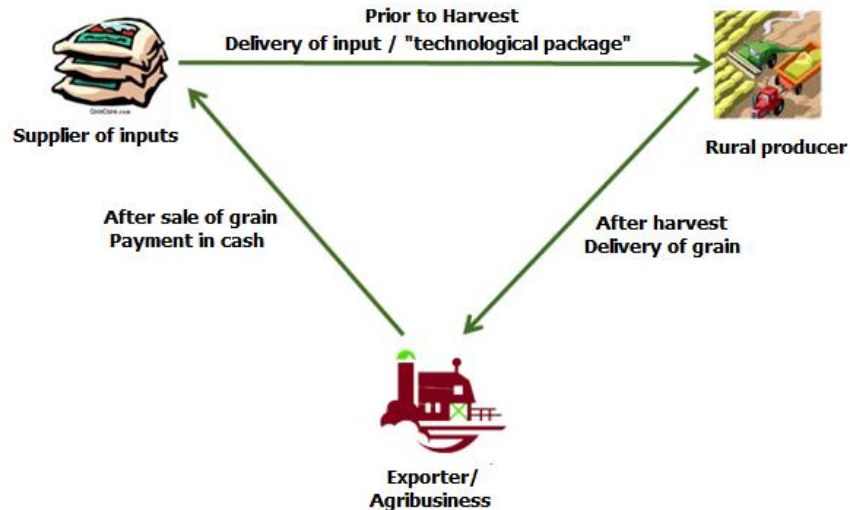 Prior to Harvest
Delivery of input / "technological package"
Supplier of inputs
Rural producer
After sale of grain
Payment in cash
After harvest
Delivery of grain
Exporter/
Agribusiness